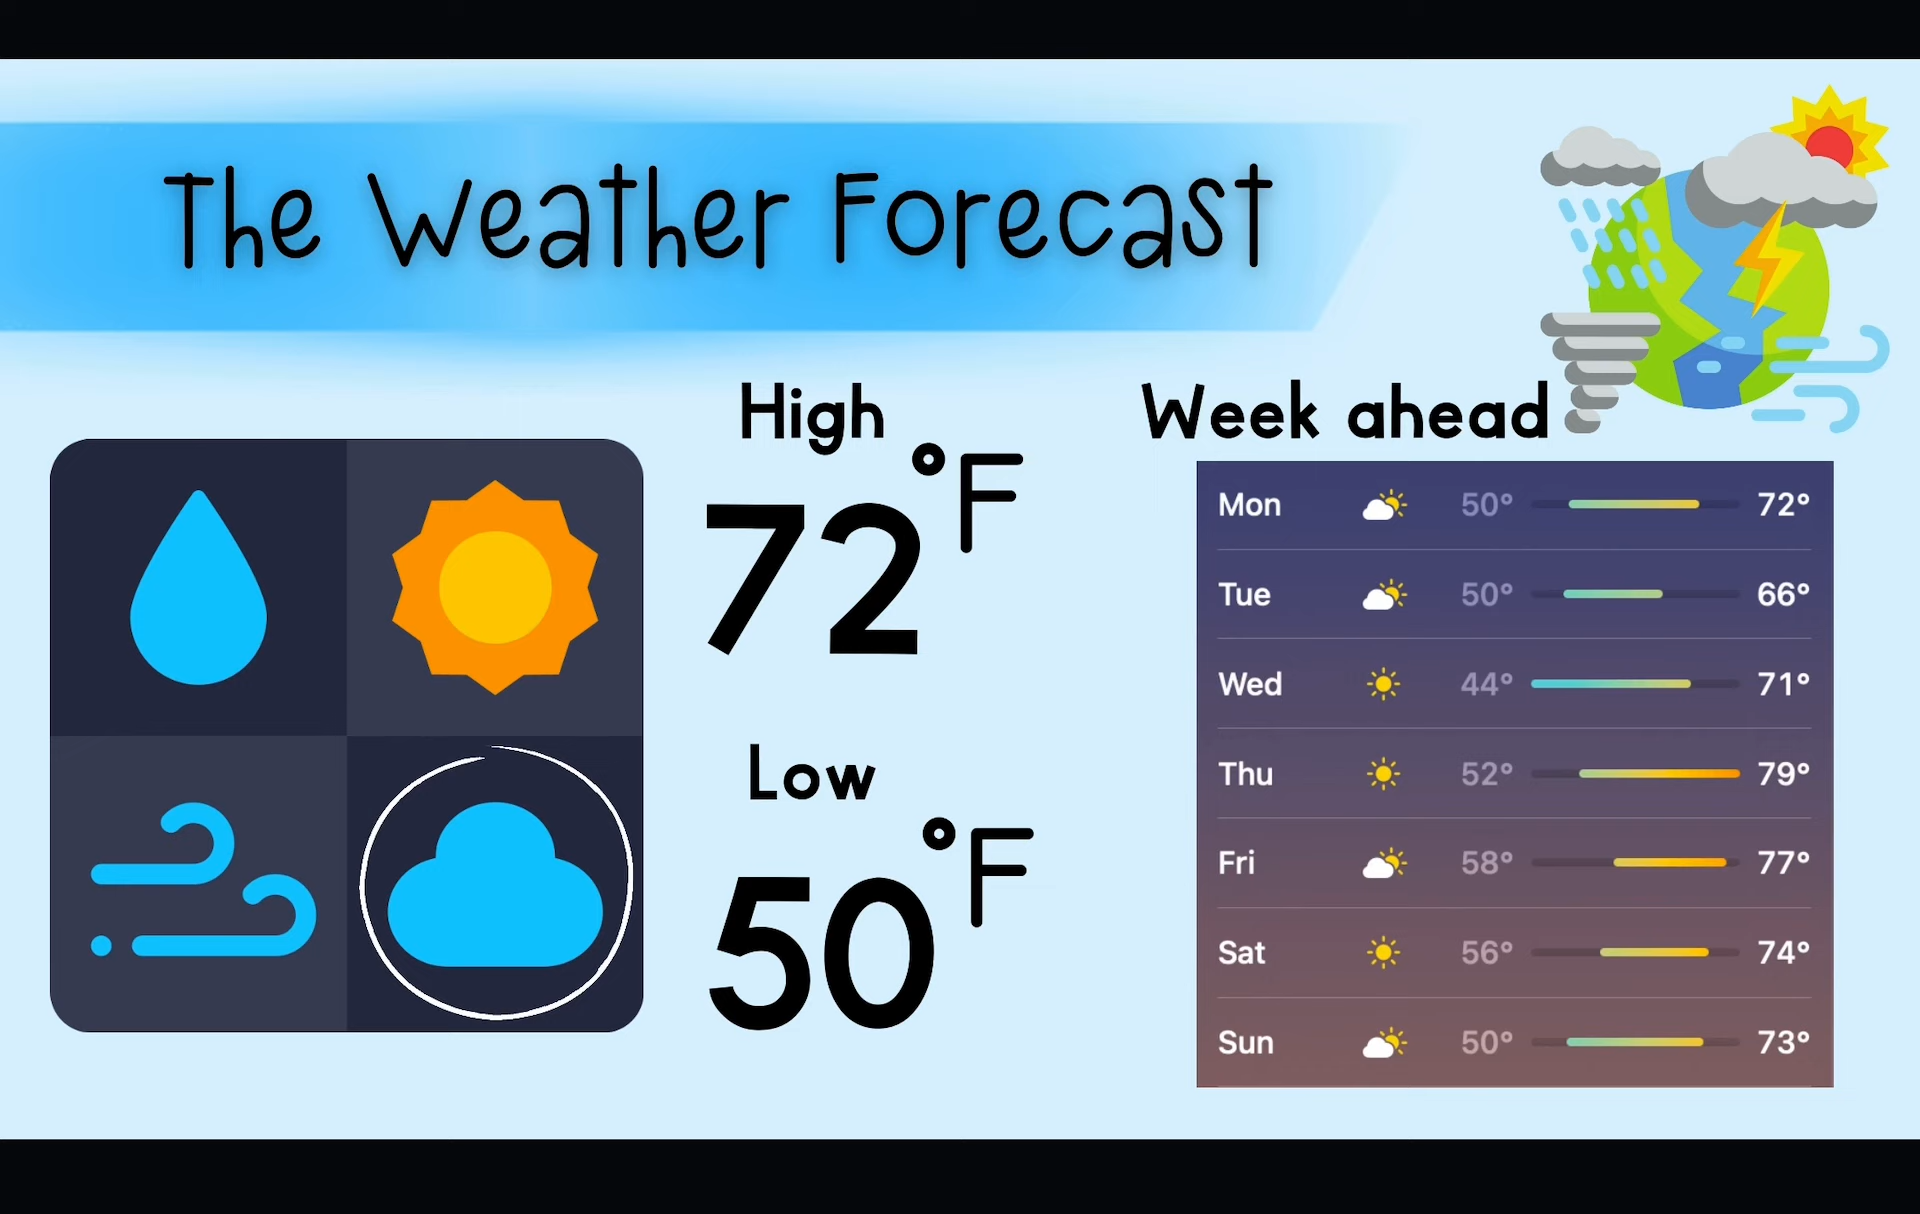 The Weather Forecast
High
72°F
Low
50°F
Week ahead
Mon 50° 72°
Tue 50° 66°
Wed 44° 71°
Thu 52° 79°
Fri 58° 77°
Sat 56° 74°
Sun 50° 73°